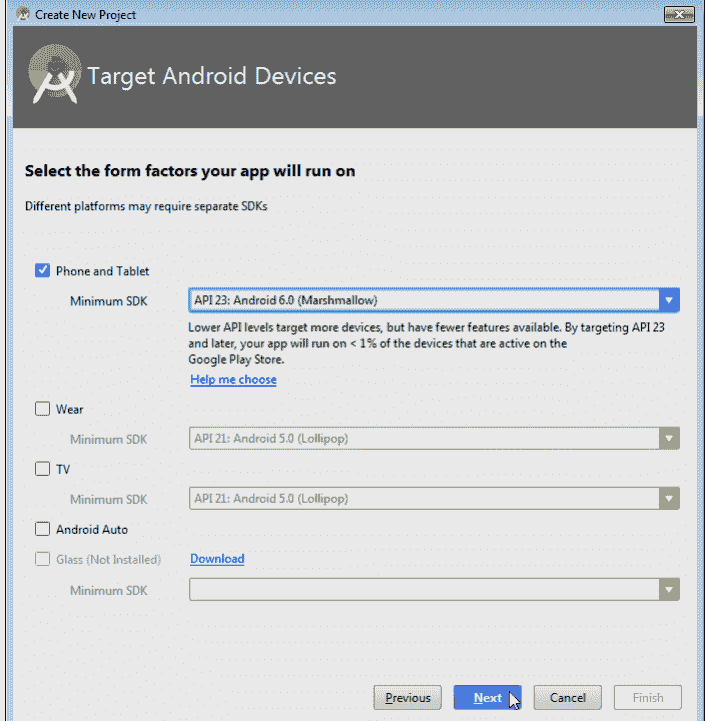 Create New Project
Target Android Devices
Select the form factors your app will run on
Different platforms may require separate SDKs
Phone and Tablet
Minimum SDK API 23: Android 6.0 (Marshmallow)
Lower API levels target more devices, but have fewer features available. By targeting API 23
and later, your app will run on < 1% of the devices that are active on the
Google Play Store.
Help me choose
Wear
Minimum SDK API 21: Android 5.0 (Lollipop)
TV
Minimum SDK API 21: Android 5.0 (Lollipop)
Android Auto
Glass (Not Installed) Download
Minimum SDK
Previous Next Cancel Finish